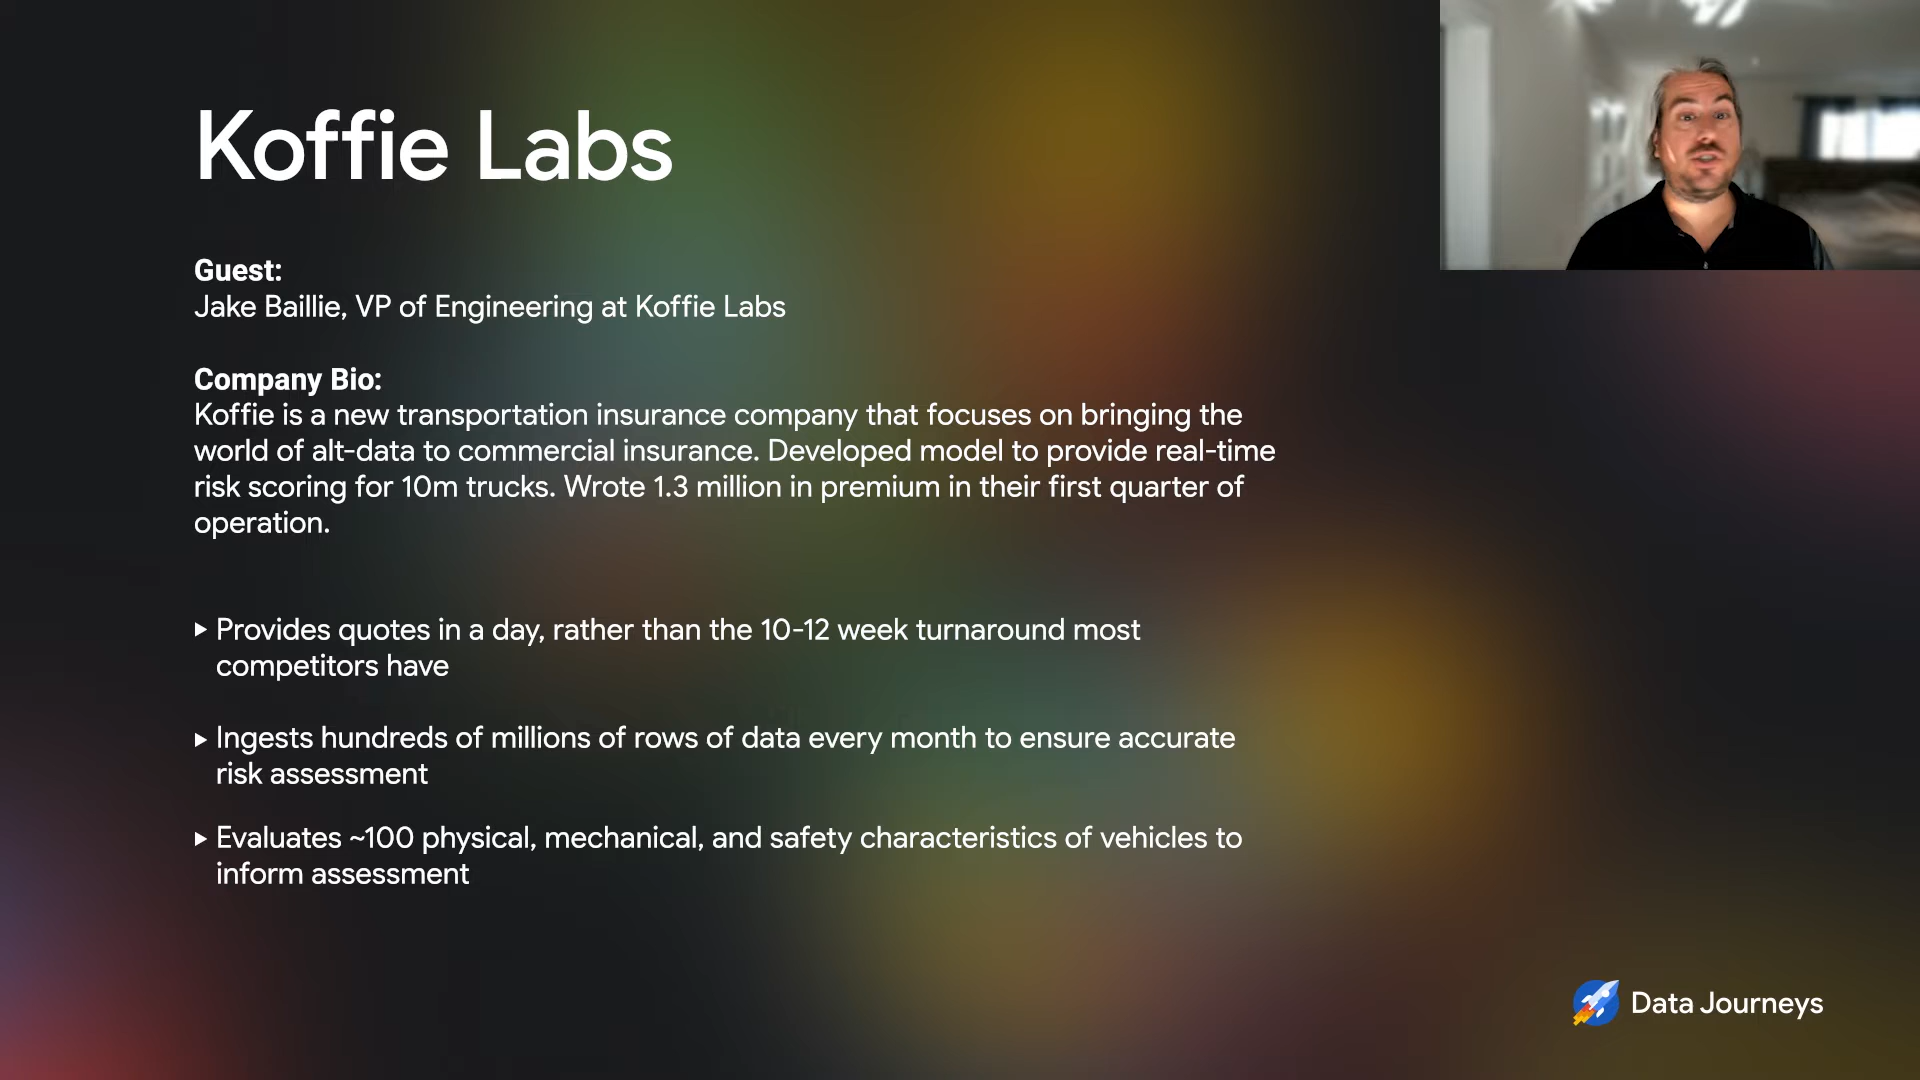 Koffie Labs
Guest:
Jake Baillie, VP of Engineering at Koffie Labs
Company Bio:
Koffie is a new transportation insurance company that focuses on bringing the
world of alt-data to commercial insurance. Developed model to provide real-time
risk scoring for 10m trucks. Wrote 1.3 million in premium in their first quarter of
operation.
▶ Provides quotes in a day, rather than the 10-12 week turnaround most
competitors have
▶ Ingests hundreds of millions of rows of data every month to ensure accurate
risk assessment
▶ Evaluates ~100 physical, mechanical, and safety characteristics of vehicles to
inform assessment
Data Journeys